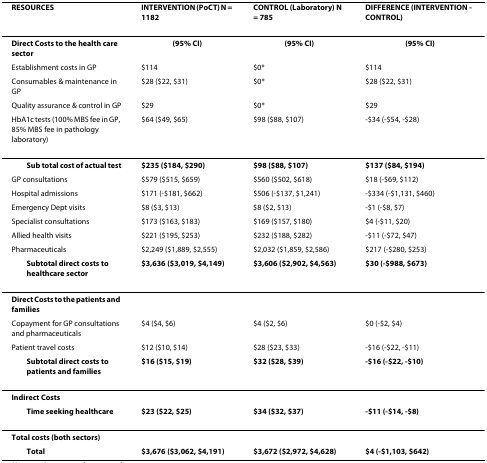 RESOURCES INTERVENTION (PoCT) N = CONTROL (Laboratory) N DIFFERENCE (INTERVENTION -
1182 = 785 CONTROL)
Direct Costs to the health care (95% CI) (95% CI) (95% CI)
sector
Establishment costs in GP $114 $0* $114
Consumables & maintenance in $28 ($22, $31) $0* $28 ($22, $31)
GP
Quality assurance & control in GP $29 $0* $29
HbA1c tests (100% MBS fee in GP, $64 ($49, $65) $98 ($88, $107) -$34 (-$54, -$28)
85% MBS fee in pathology
laboratory)
Sub total cost of actual test $235 ($184, $290) $98 ($88, $107) $137 ($84, $194)
GP consultations $579 ($515, $659) $560 ($502, $618) $18 (-$69, $112)
Hospital admissions $171 (-$181, $662) $506 (-$137, $1,241) -$334 (-$1,131, $460)
Emergency Dept visits $8 ($3, $13) $8 ($2, $13) -$1 (-$8, $7)
Specialist consultations $173 ($163, $183) $169 ($157, $180) $4 (-$11, $20)
Allied health visits $221 ($195, $253) $232 ($188, $282) -$11 (-$72, $47)
Pharmaceuticals $2,249 ($1,889, $2,555) $2,032 ($1,859, $2,586) $217 (-$280, $253)
Subtotal direct costs to $3,636 ($3,019, $4,149) $3,606 ($2,902, $4,563) $30 (-$988, $673)
healthcare sector
Direct Costs to the patients and
families
Copayment for GP consultations $4 ($4, $6) $4 ($2, $6) $0 (-$2, $4)
and pharmaceuticals
Patient travel costs $12 ($10, $14) $28 ($23, $33) -$16 (-$22, -$11)
Subtotal direct costs to $16 ($15, $19) $32 ($28, $39) -$16 (-$22, -$10)
patients and families
Indirect Costs
Time seeking healthcare $23 ($22, $25) $34 ($32, $37) -$11 (-$14, -$8)
Total costs (both sectors)
Total $3,676 ($3,062, $4,191) $3,672 ($2,972, $4,628) $4 (-$1,103, $642)